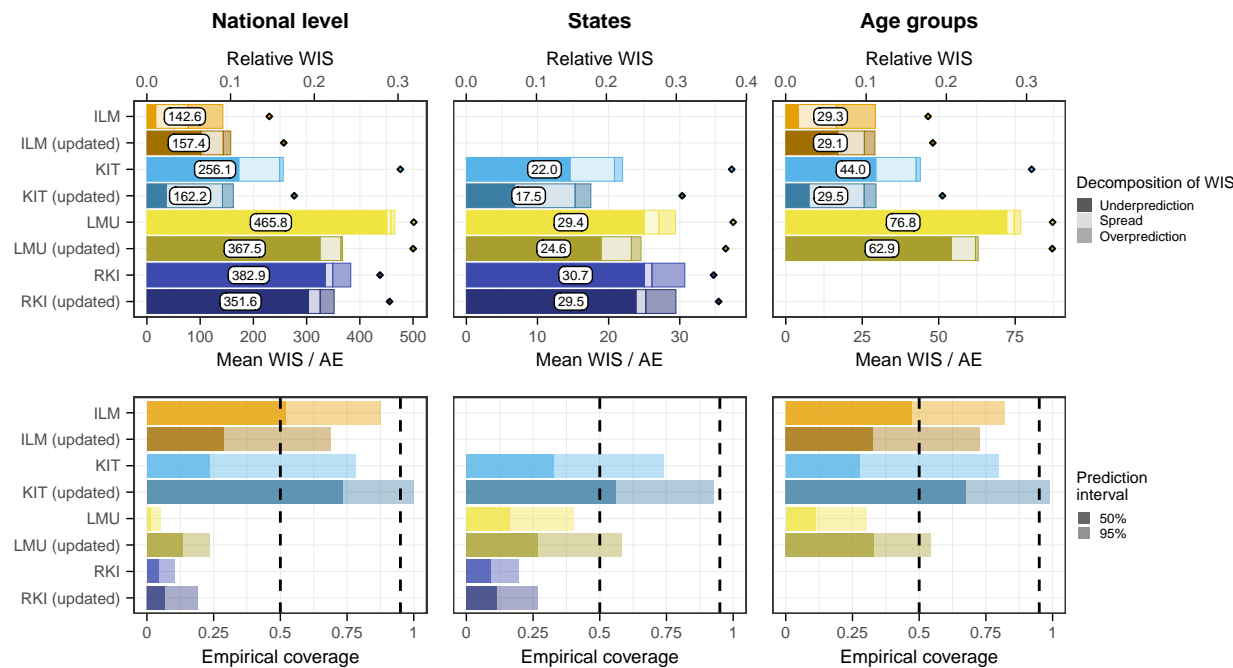 National level
States
Age groups
Relative WIS
Relative WIS
Relative WIS
0.0 0.1 0.2 0.3
0.0 0.1 0.2 0.3 0.4
0.0 0.1 0.2 0.3
ILM 142.6 29.3
ILM (updated) 157.4 29.1
KIT 256.1 22.0 44.0
KIT (updated) 162.2 17.5 29.5
LMU 465.8 29.4 76.8
LMU (updated) 367.5 24.6 62.9
RKI 382.9 30.7
RKI (updated) 351.6 29.5
0 100 200 300 400 500
0 10 20 30
0 25 50 75
Mean WIS / AE
Mean WIS / AE
Mean WIS / AE
Decomposition of WIS
Underprediction
Spread
Overprediction
ILM
ILM (updated)
KIT
KIT (updated)
LMU
LMU (updated)
RKI
RKI (updated)
0 0.25 0.5 0.75 1
0 0.25 0.5 0.75 1
0 0.25 0.5 0.75 1
Empirical coverage
Empirical coverage
Empirical coverage
Prediction
interval
50%
95%